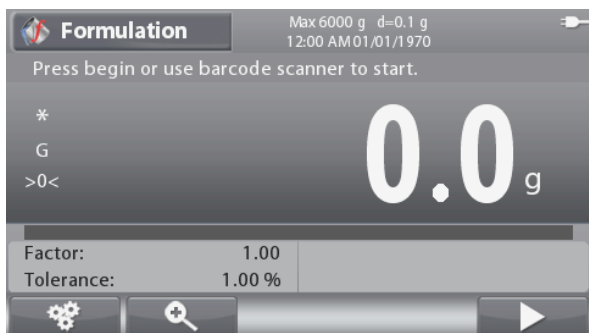 Formulation
Max 6000 g d=0.1 g
12:00 AM 01/01/1970
Press begin or use barcode scanner to start.
*
G
>0<
0.0 g
Factor: 1.00
Tolerance: 1.00 %